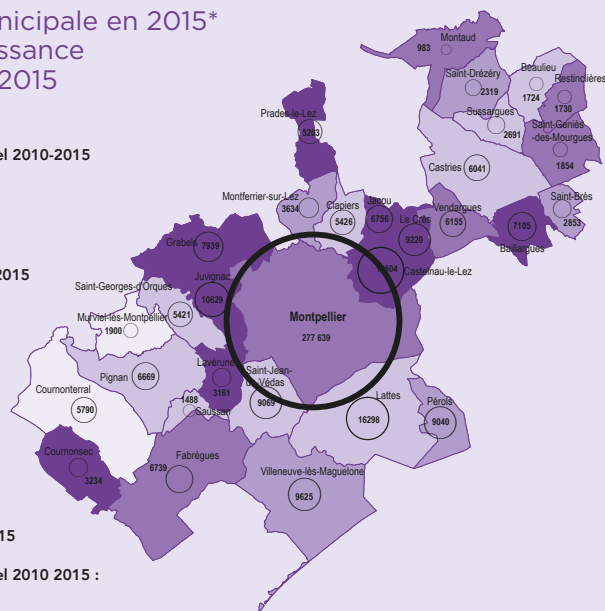 nicipale en 2015*
ssance
2015
el 2010-2015
015
15
el 2010 2015 :
Montaud
983
Saint-Drézéry
2319
Beaulieu
1724
Restinclières
1730
Sussargues
2691
Saint-Geniès
-des-Mourgues
1854
Prades-le-Lez
5203
Castries
6041
Montferrier-sur-Lez
3634
Clapiers
5426
Jacou
6756
Le Crès
9220
Vendargues
6155
Saint-Brès
2853
Baillargues
7105
Grabels
7939
Castelnau-le-Lez
Juvignac
10629
Saint-Georges-d'Orques
5421
Murviel-lès-Montpellier
1900
Montpellier
277 639
Pignan
6669
Lavérune
3161
Saint-Jean-
de-Védas
9069
Cournonterral
5790
1488
Saussan
Lattes
16298
Pérols
9040
Cournonsec
3234
Fabrègues
6739
Villeneuve-lès-Maguelone
9625